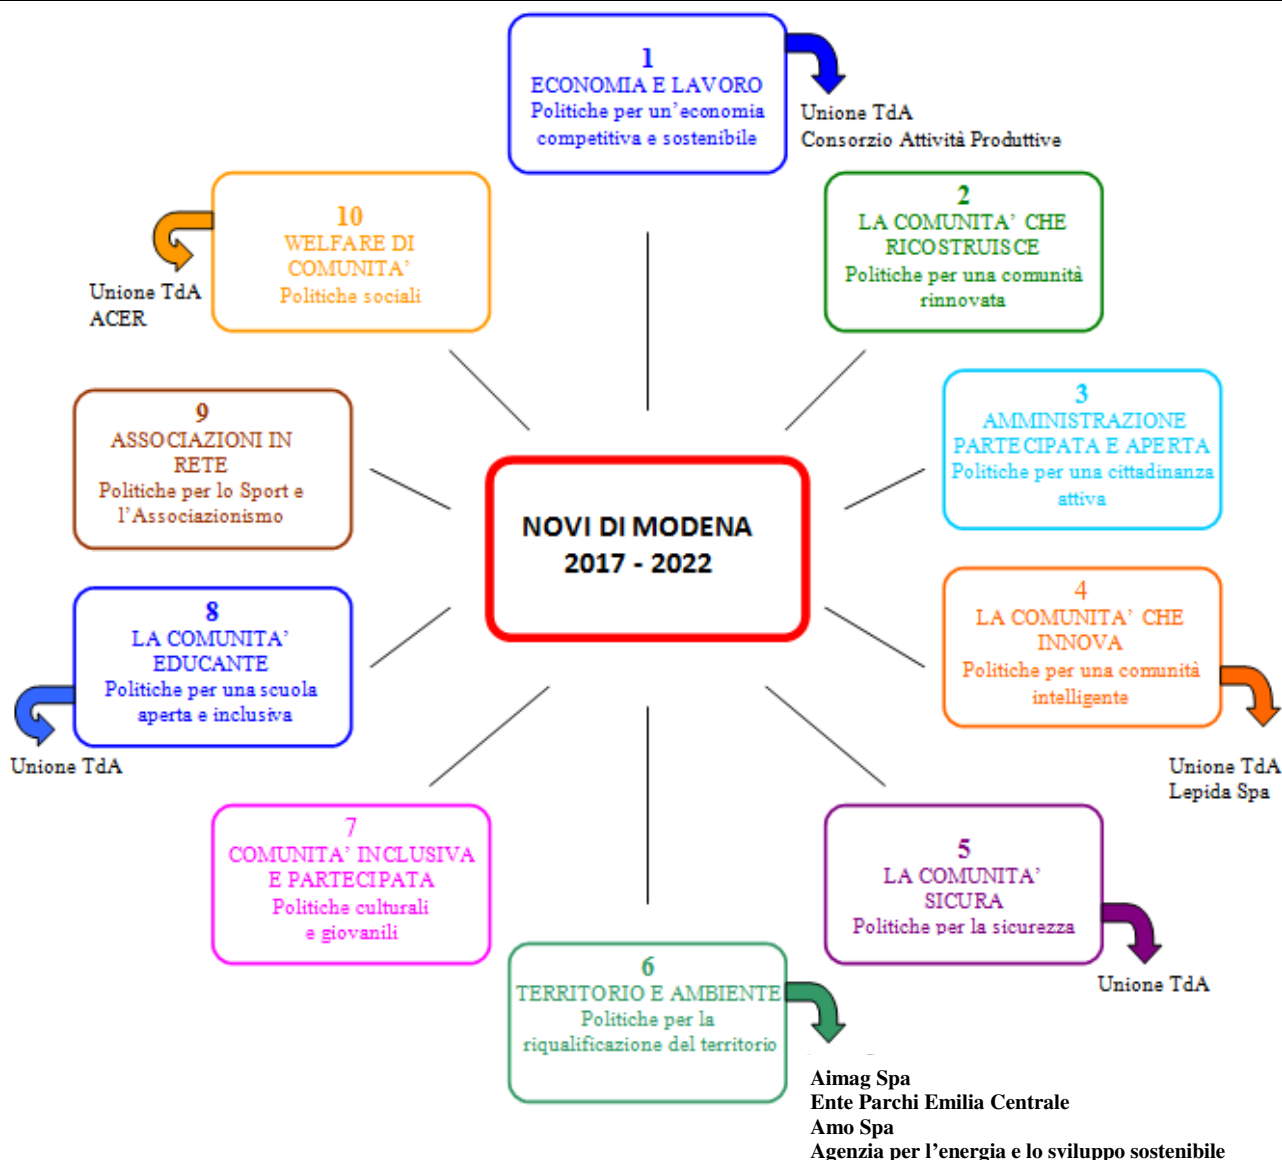 1
ECONOMIA E LAVORO
Politiche per un'economia
competitiva e sostenibile
Unione TdA
Consorzio Attività Produttive
2
LA COMUNITA' CHE
RICOSTRUISCE
Politiche per una comunità
rinnovata
3
AMMINISTRAZIONE
PARTECIPATA E APERTA
Politiche per una cittadinanza
attiva
4
LA COMUNITA' CHE
INNOVA
Politiche per una comunità
intelligente
Unione TdA
Lepida Spa
5
LA COMUNITA'
SICURA
Politiche per la sicurezza
Unione TdA
6
TERRITORIO E AMBIENTE
Politiche per la
riqualificazione del territorio
Aimag Spa
Ente Parchi Emilia Centrale
Amo Spa
Agenzia per l'energia e lo sviluppo sostenibile
7
COMUNITA' INCLUSIVA
E PARTECIPATA
Politiche culturali
e giovanili
8
LA COMUNITA'
EDUCANTE
Politiche per una scuola
aperta e inclusiva
Unione TdA
9
ASSOCIAZIONI IN
RETE
Politiche per lo Sport e
l'Associazionismo
10
WELFARE DI
COMUNITA'
Politiche sociali
Unione TdA
ACER
NOVI DI MODENA
2017 - 2022